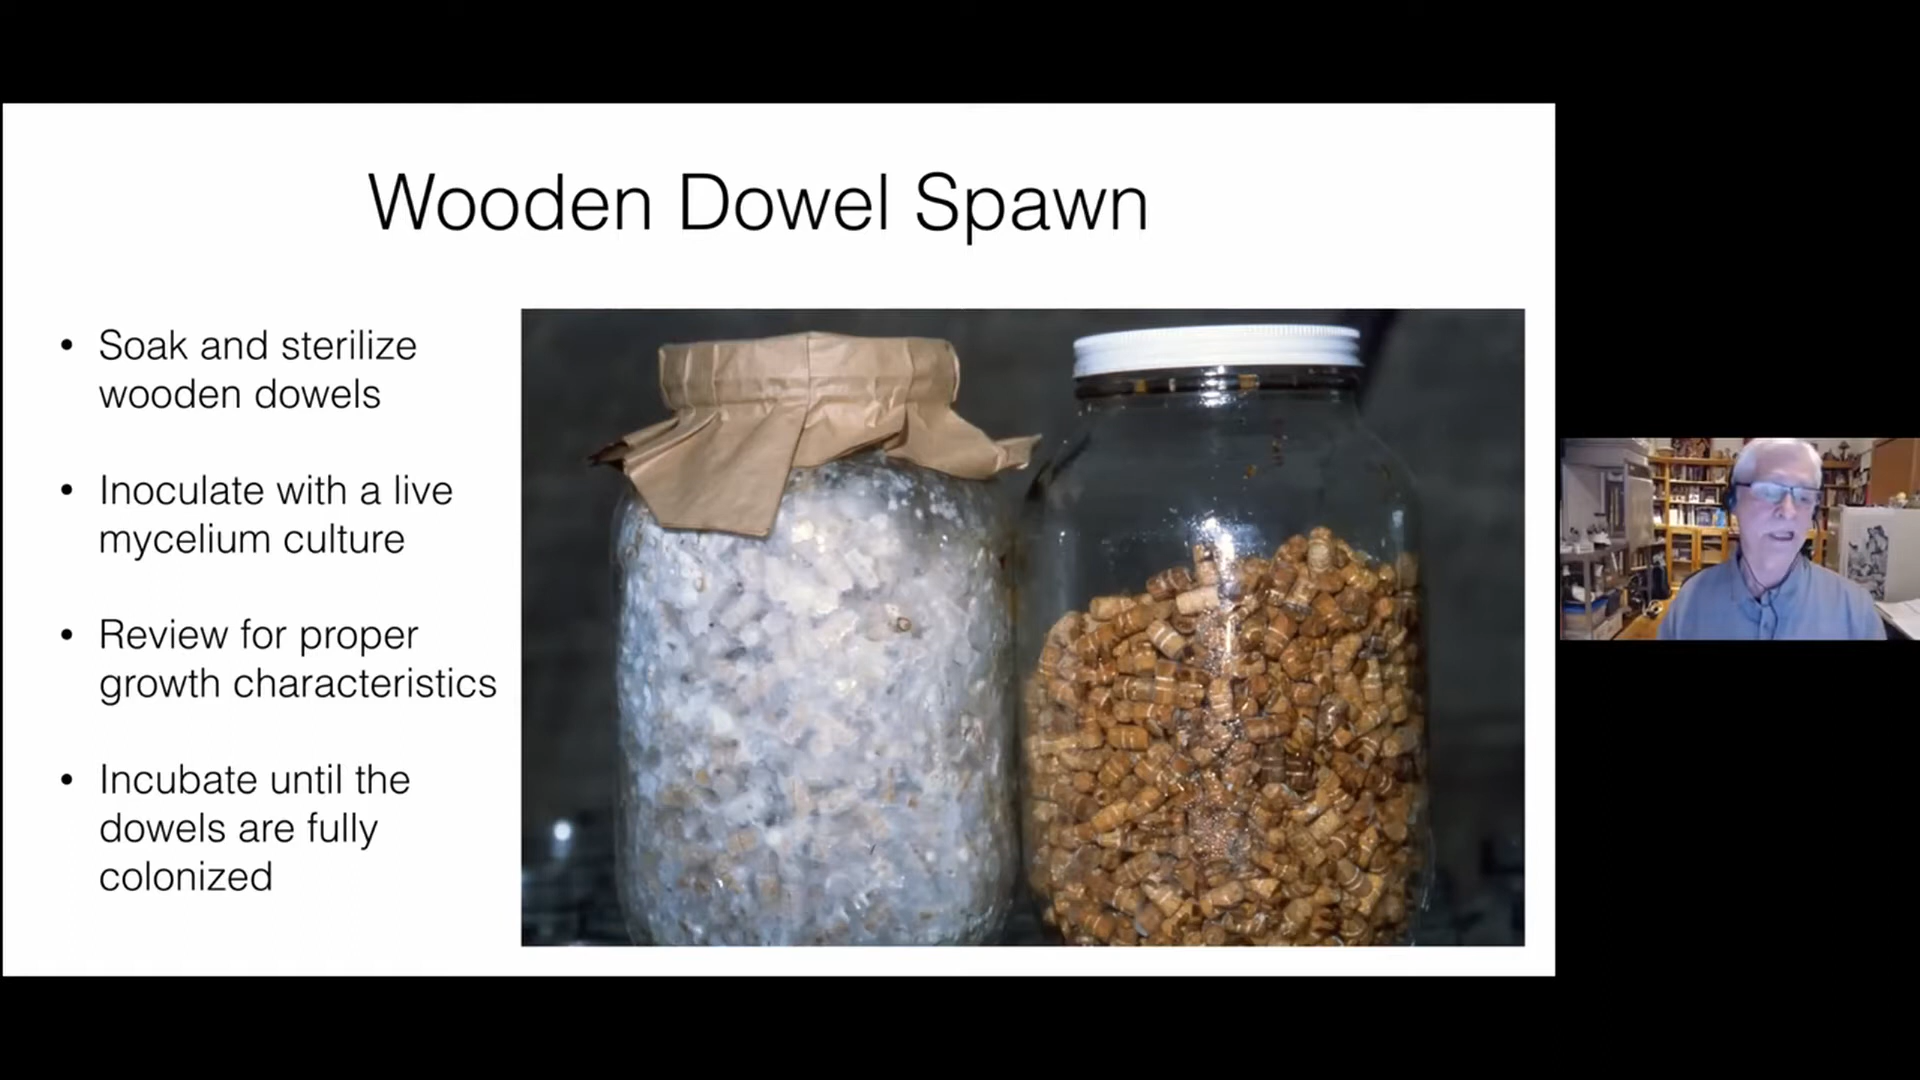 Wooden Dowel Spawn
• Soak and sterilize
wooden dowels
• Inoculate with a live
mycelium culture
• Review for proper
growth characteristics
• Incubate until the
dowels are fully
colonized